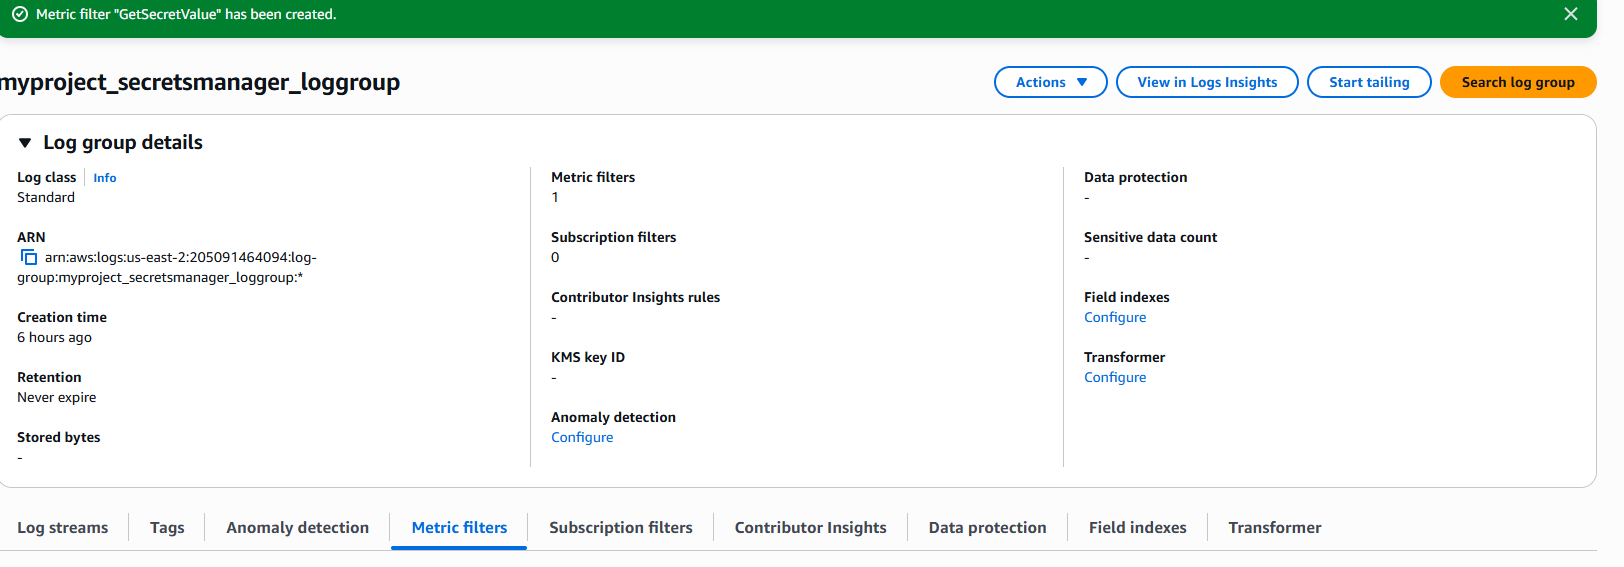 Metric filter "GetSecretValue" has been created.
myproject_secretsmanager_loggroup
Actions
View in Logs Insights
Start tailing
Search log group
Log group details
Log class
Info
Standard
ARN
arn:aws:logs:us-east-2:205091464094:log-
group:myproject_secretsmanager_loggroup:*
Creation time
6 hours ago
Retention
Never expire
Stored bytes
-
Metric filters
1
Subscription filters
0
Contributor Insights rules
-
KMS key ID
-
Anomaly detection
Configure
Data protection
-
Sensitive data count
-
Field indexes
Configure
Transformer
Configure
Log streams
Tags
Anomaly detection
Metric filters
Subscription filters
Contributor Insights
Data protection
Field indexes
Transformer